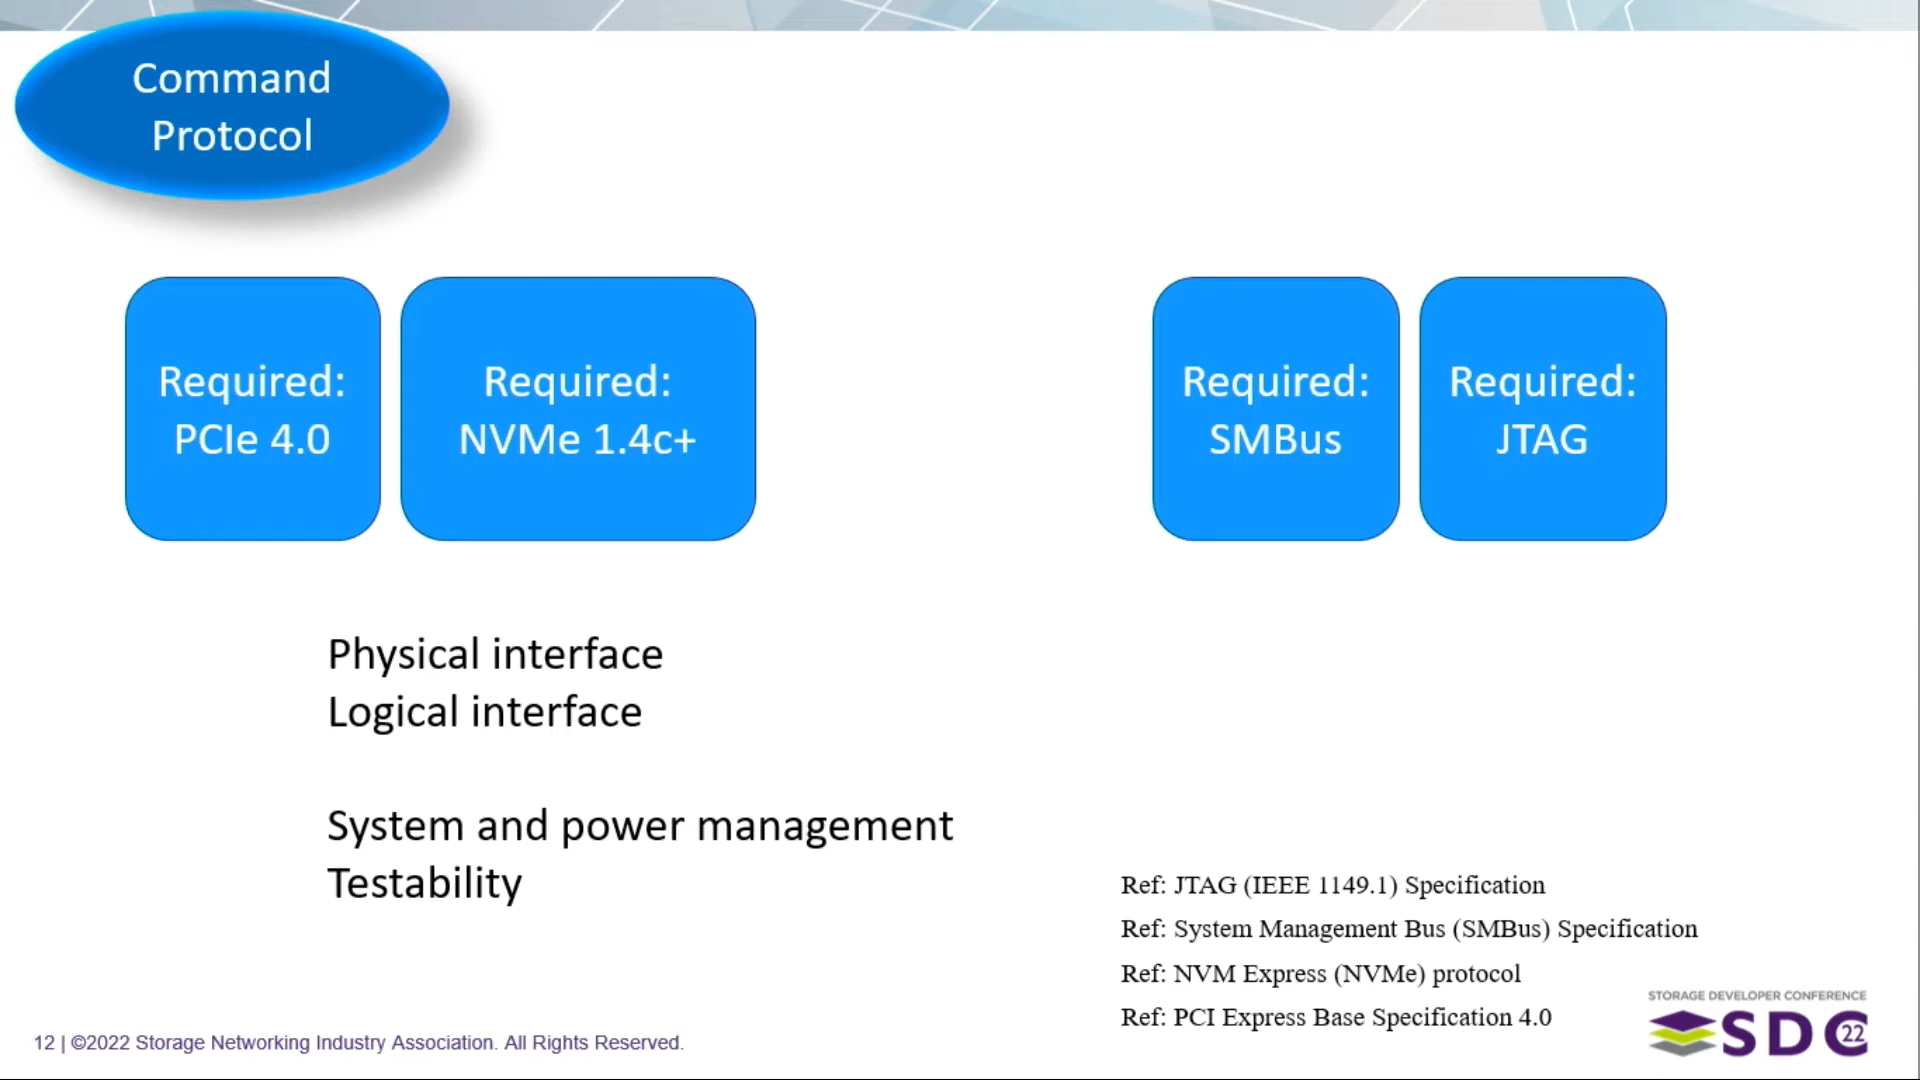 Command
Protocol
Required:
PCIe 4.0
Required:
NVMe 1.4c+
Required:
SMBus
Required:
JTAG
Physical interface
Logical interface
System and power management
Testability
Ref: JTAG (IEEE 1149.1) Specification
Ref: System Management Bus (SMBus) Specification
Ref: NVM Express (NVMe) protocol
Ref: PCI Express Base Specification 4.0
12 | ©2022 Storage Networking Industry Association. All Rights Reserved.
STORAGE DEVELOPER CONFERENCE
SDC 22